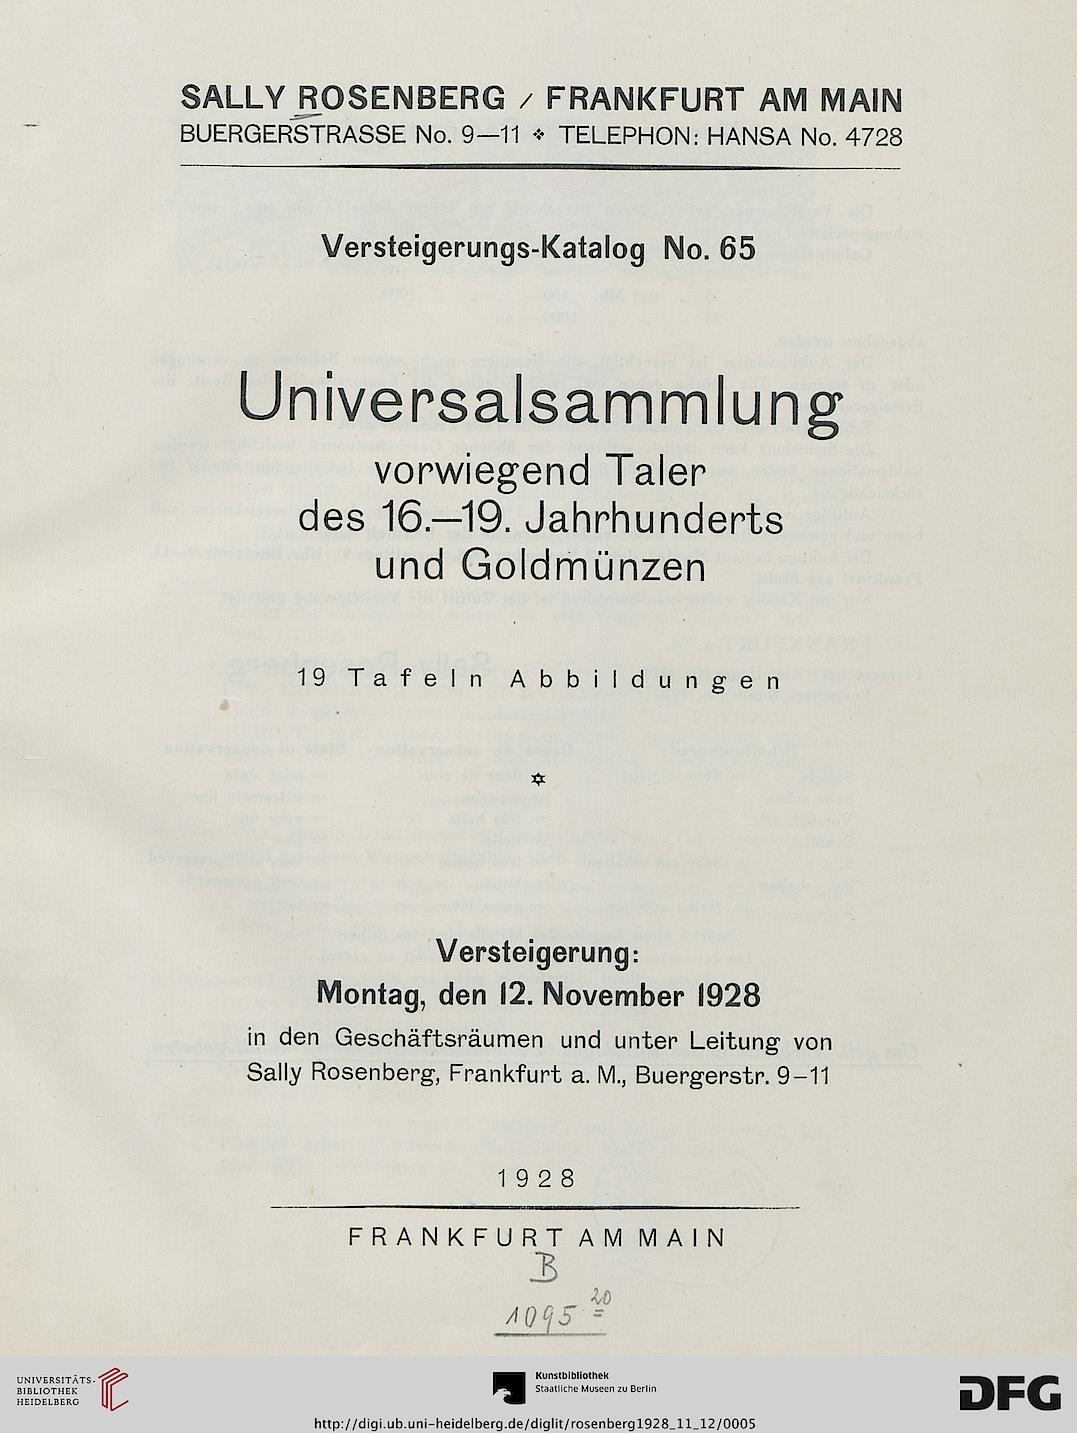 SALLY ROSENBERG / FRANKFURT AM MAIN
BUERGERSTRASSE No. 9—11 ❖ TELEPHON: HANSA No. 4728
Versteigerungs-Katalog No. 65
Universalsammlung
vorwiegend Taler
des 16.—19. Jahrhunderts
und Goldmünzen
19 Tafeln Abbildungen
Versteigerung:
Montag, den 12. November 1928
in den Geschäftsräumen und unter Leitung von
Sally Rosenberg, Frankfurt a. M., Buergerstr. 9–11
1928
FRANKFURT AM MAIN
B
1095 20
UNIVERSITÄTS-
BIBLIOTHEK
HEIDELBERG
Kunstbibliothek
Staatliche Museen zu Berlin
DFG
http://digi.ub.uni-heidelberg.de/diglit/rosenberg1928_11_12/0005